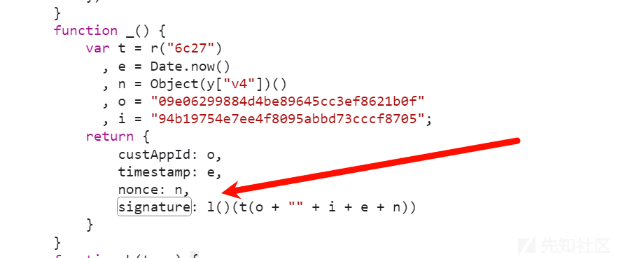 }
function _() {
var t = r("6c27")
, e = Date.now()
, n = Object(y["v4"])()
, o = "09e06299884d4be89645cc3ef8621b0f"
, i = "94b19754e7ee4f8095abbd73cccf8705";
return {
custAppId: o,
timestamp: e,
nonce: n,
signature: l()(t(o + "" + i + e + n))
}
}
先知社区